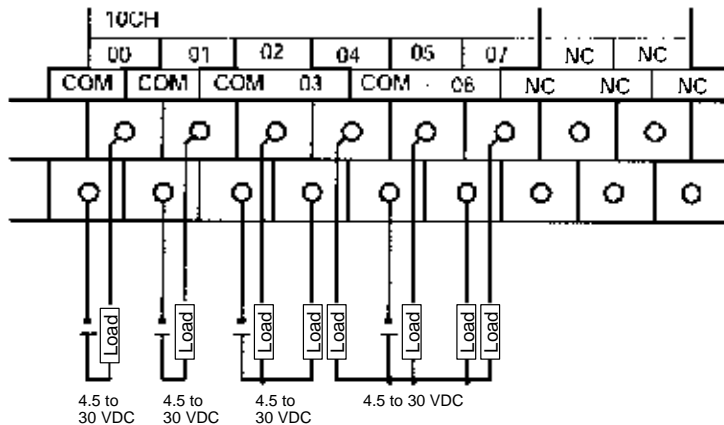 10CH
00 01 02 04 05 07 NC NC
COM COM COM 03 COM 06 NC NC NC
Load Load Load Load Load Load Load Load
4.5 to 30 VDC
4.5 to 30 VDC
4.5 to 30 VDC
4.5 to 30 VDC